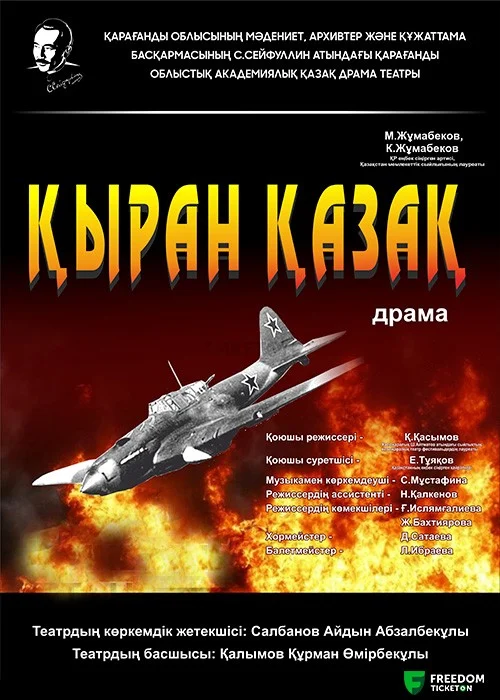 ҚАРАҒАНДЫ ОБЛЫСЫНЫҢ МӘДЕНИЕТ, АРХИВТЕР ЖӘНЕ ҚҰЖАТТАМА
БАСҚАРМАСЫНЫҢ С.СЕЙФУЛЛИН АТЫНДАҒЫ ҚАРАҒАНДЫ
ОБЛЫСТЫҚ АКАДЕМИЯЛЫҚ ҚАЗАҚ ДРАМА ТЕАТРЫ
М.Жұмабеков,
К.Жұмабеков
ҚР еңбек сіңірген артисі,
Қазақстан мемлекеттік сыйлығының лауреаты
ҚЫРАН ҚАЗАҚ
драма
Қоюшы режиссері - Қ.Қасымов
Қоюшы суретшісі - Е.Тұяқов
Музыкамен көркемдеуші - С.Мұстафина
Режиссердің ассистенті - Н.Қалкенов
Режиссердің көмекшілері - Ғ.Ислямғалиева
Ж.Бахтиярова
Хормейстер - Д.Сатаева
Балетмейстер - Л.Ибраева
Театрдың көркемдік жетекшісі: Салбанов Айдын Абзалбекұлы
Театрдың басшысы: Қалымов Құрман Өмірбекұлы
FREEDOM
TICKETON